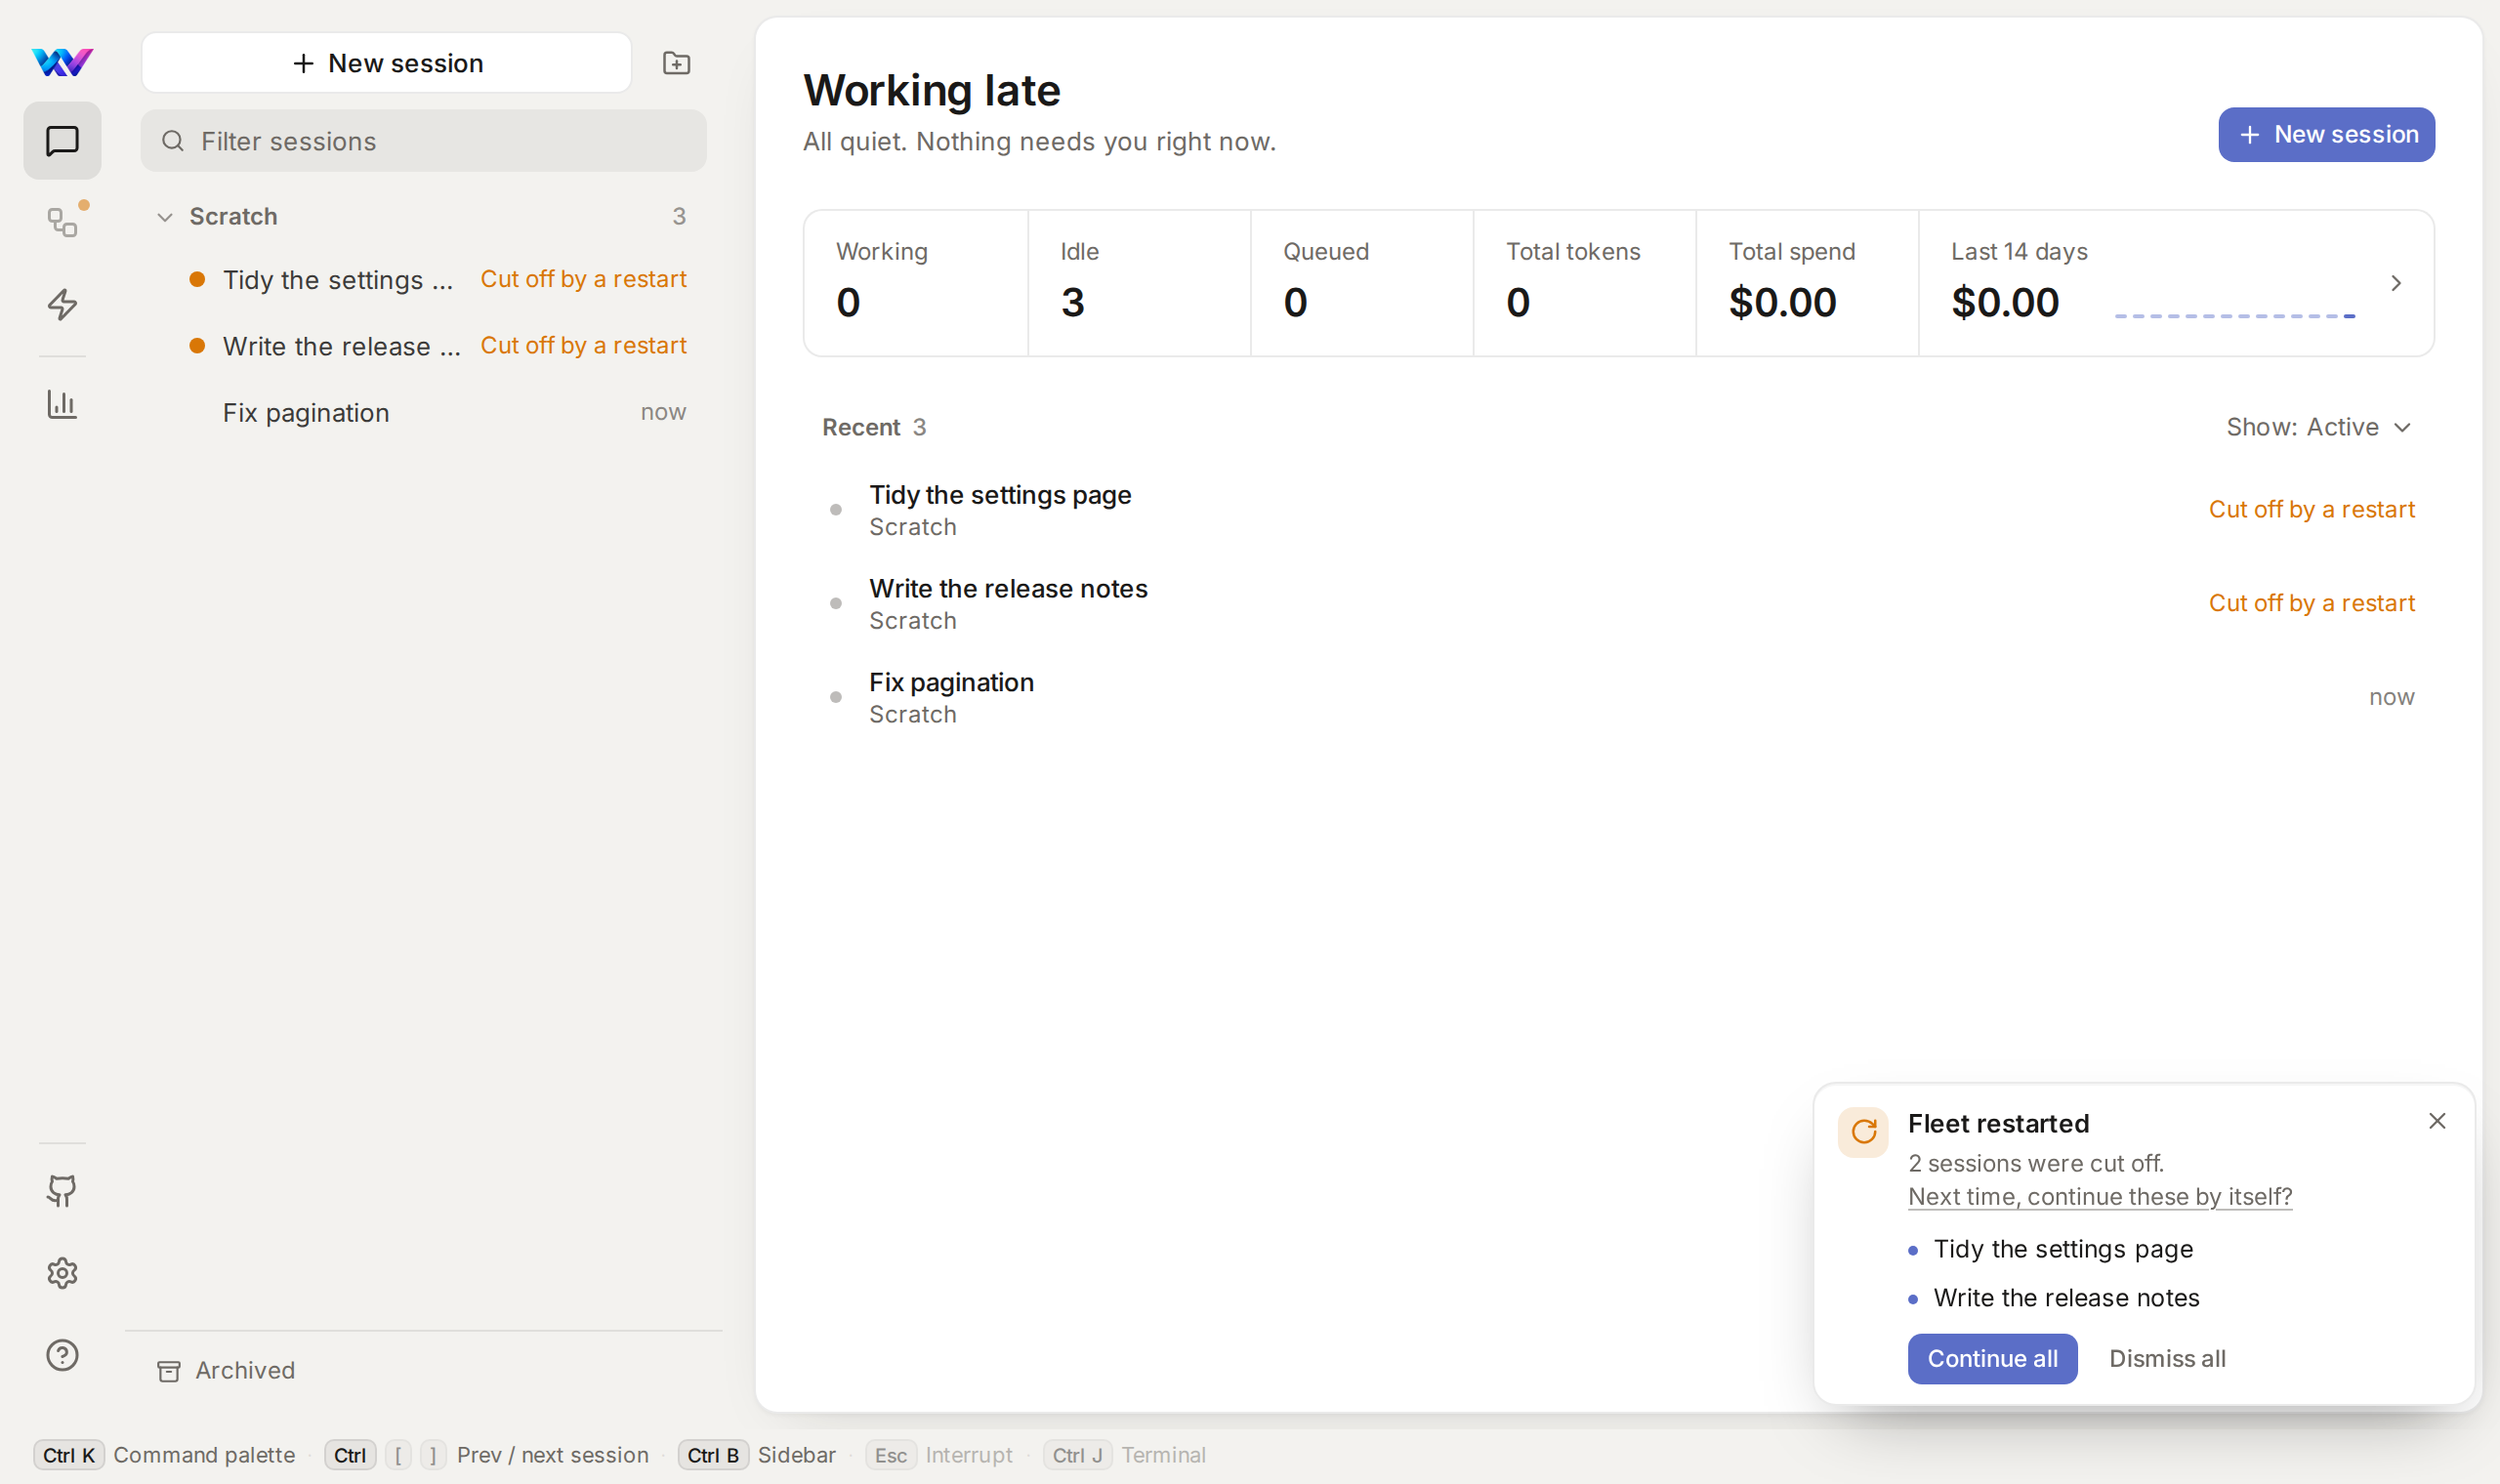 New session
Filter sessions
Scratch 3
Tidy the settings ... Cut off by a restart
Write the release ... Cut off by a restart
Fix pagination now
Archived
Working late
All quiet. Nothing needs you right now.
New session
Working
0
Idle
3
Queued
0
Total tokens
0
Total spend
$0.00
Last 14 days
$0.00
Recent 3
Show: Active
Tidy the settings page
Scratch
Cut off by a restart
Write the release notes
Scratch
Cut off by a restart
Fix pagination
Scratch
now
Fleet restarted
2 sessions were cut off.
Next time, continue these by itself?
Tidy the settings page
Write the release notes
Continue all Dismiss all
Ctrl K Command palette · Ctrl [ ] Prev / next session · Ctrl B Sidebar · Esc Interrupt · Ctrl J Terminal